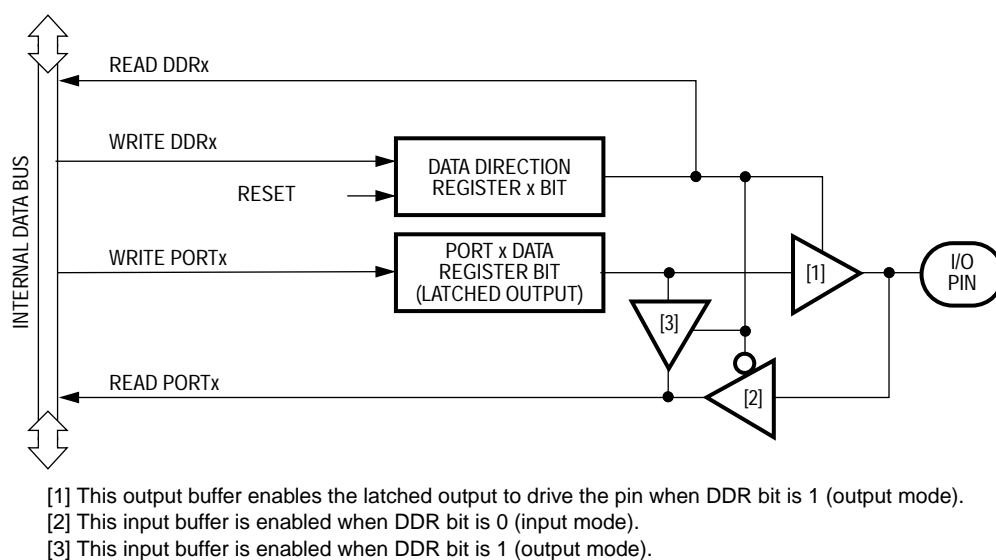 READ DDRx
WRITE DDRx
DATA DIRECTION
REGISTER x BIT
RESET
INTERNAL DATA BUS
WRITE PORTx
PORT x DATA
REGISTER BIT
(LATCHED OUTPUT)
[1]
I/O
PIN
[3]
READ PORTx
[2]
[1] This output buffer enables the latched output to drive the pin when DDR bit is 1 (output mode).
[2] This input buffer is enabled when DDR bit is 0 (input mode).
[3] This input buffer is enabled when DDR bit is 1 (output mode).